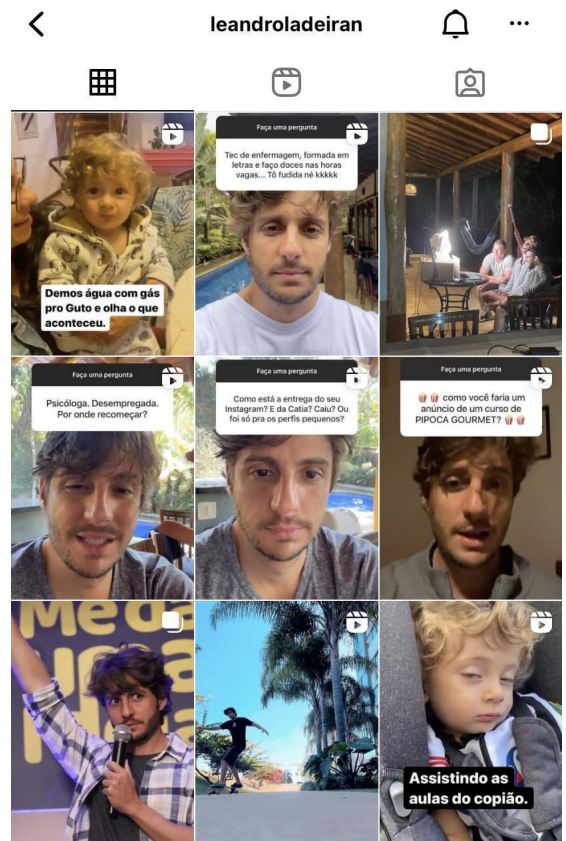 leandroladeiran
Demos água com gás
pro Guto e olha o que
aconteceu.
Faça uma pergunta
Tec de enfermagem, formada em
letras e faço doces nas horas
vagas... Tô fudida né kkkkk
Faça uma pergunta
Psicóloga. Desempregada.
Por onde recomeçar?
Faça uma pergunta
Como está a entrega do seu
Instagram? E da Catia? Caiu? Ou
foi só pra os perfis pequenos?
Faça uma pergunta
🍿 🍿 como você faria um
anúncio de um curso de
PIPOCA GOURMET? 🍿 🍿
Me dá
uma
Assistindo as
aulas do copião.